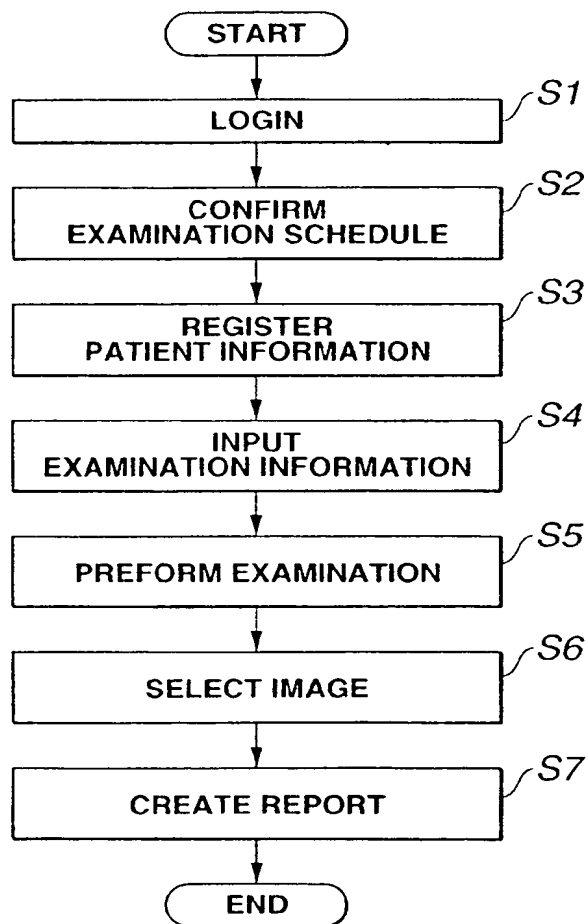 START
S1
LOGIN
S2
CONFIRM
EXAMINATION SCHEDULE
S3
REGISTER
PATIENT INFORMATION
S4
INPUT
EXAMINATION INFORMATION
S5
PREFORM EXAMINATION
S6
SELECT IMAGE
S7
CREATE REPORT
END